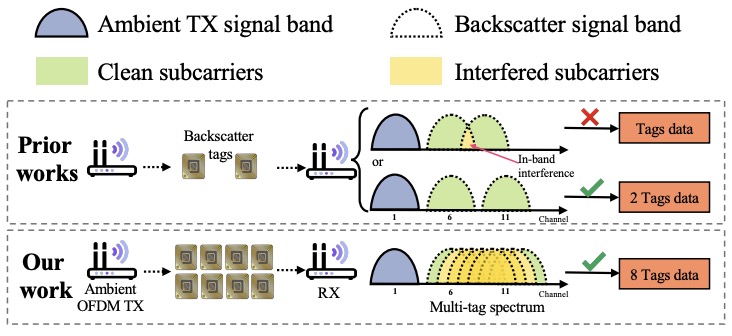 Ambient TX signal band
Backscatter signal band
Clean subcarriers
Interfered subcarriers
Prior
works
Backscatter
tags
or
In-band
interference
Tags data
1
6
11
Channel
2 Tags data
Our
work
Ambient
OFDM TX
RX
1
6
11
Channel
Multi-tag spectrum
8 Tags data